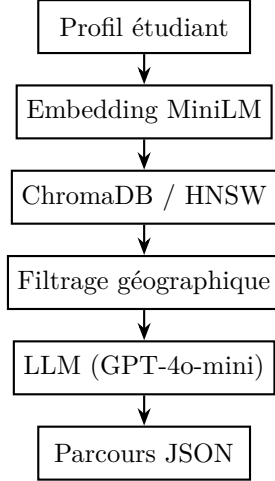 Profil étudiant
Embedding MiniLM
ChromaDB / HNSW
Filtrage géographique
LLM (GPT-4o-mini)
Parcours JSON